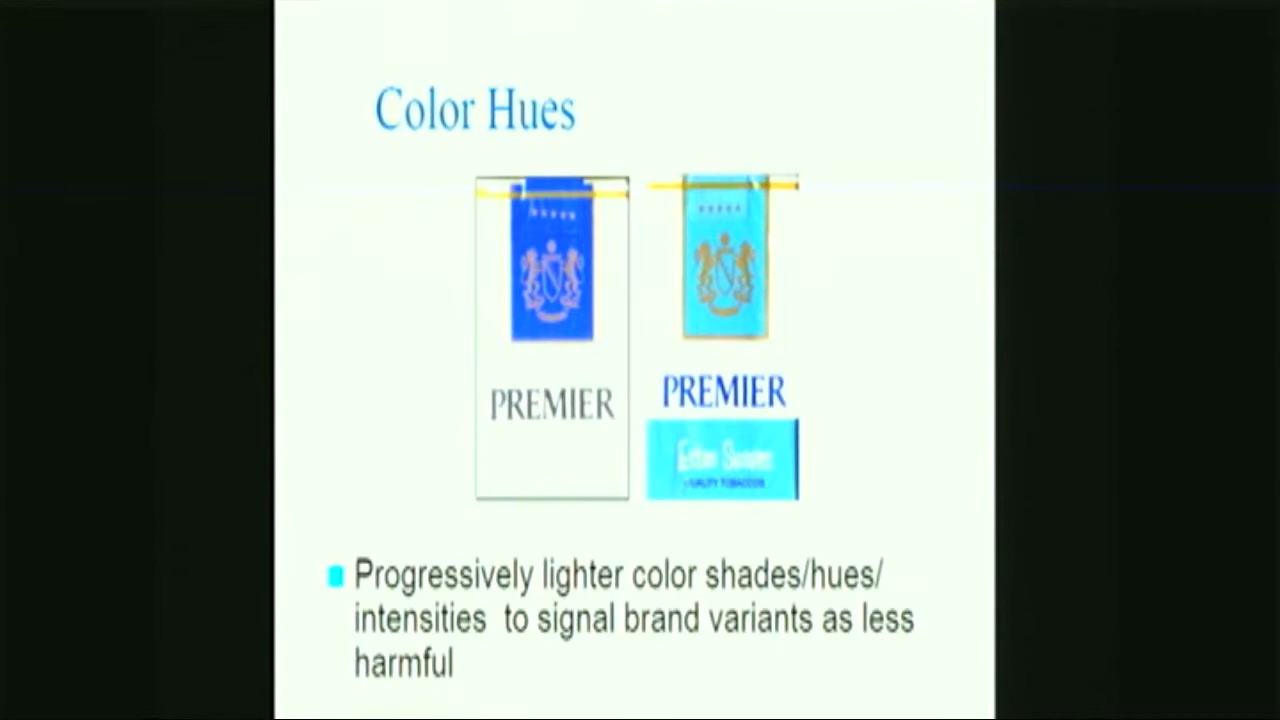 Color Hues
PREMIER
PREMIER
Progressively lighter color shades/hues/
intensities to signal brand variants as less
harmful